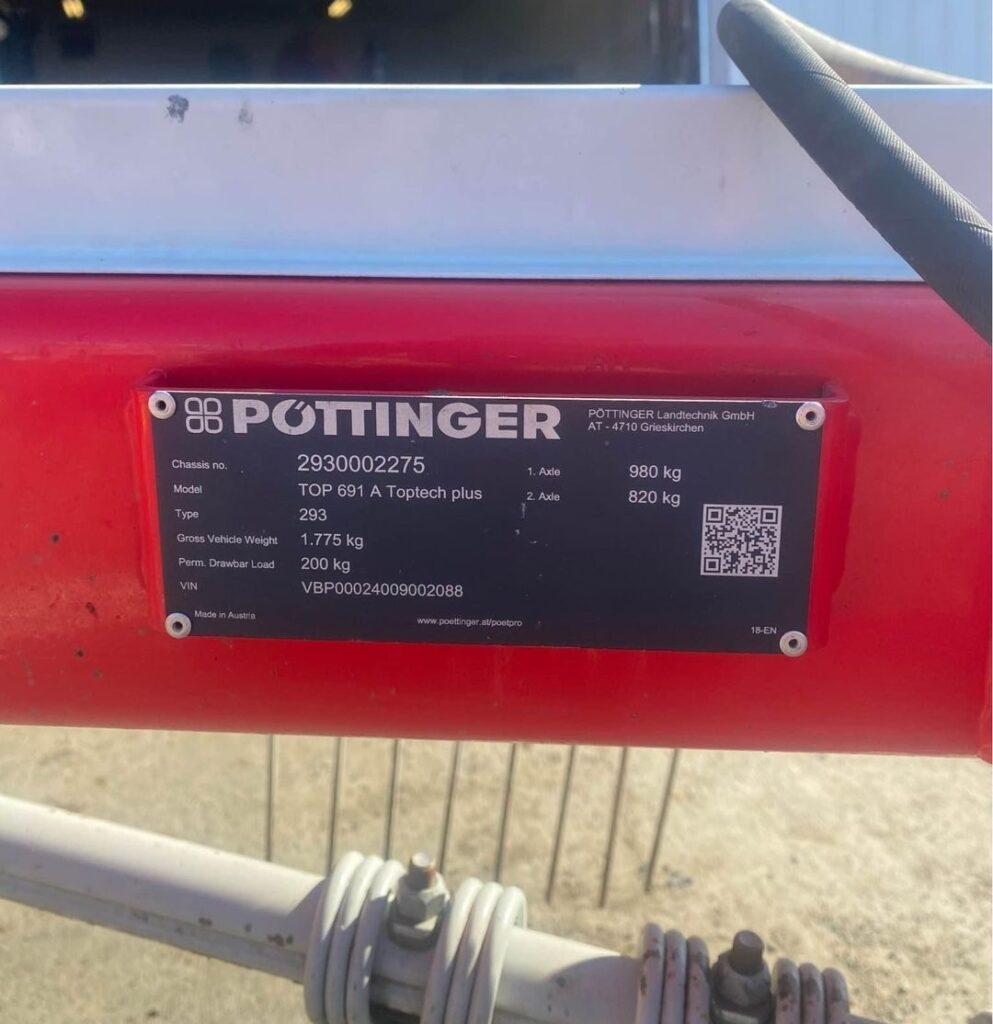 PÖTTINGER
PÖTTINGER Landtechnik GmbH
AT - 4710 Grieskirchen
Chassis no. 2930002275 1. Axle 980 kg
Model TOP 691 A Toptech plus 2. Axle 820 kg
Type 293
Gross Vehicle Weight 1.775 kg
Perm. Drawbar Load 200 kg
VIN VBP00024009002088
Made in Austria www.poettinger.at/poetpro 18-EN